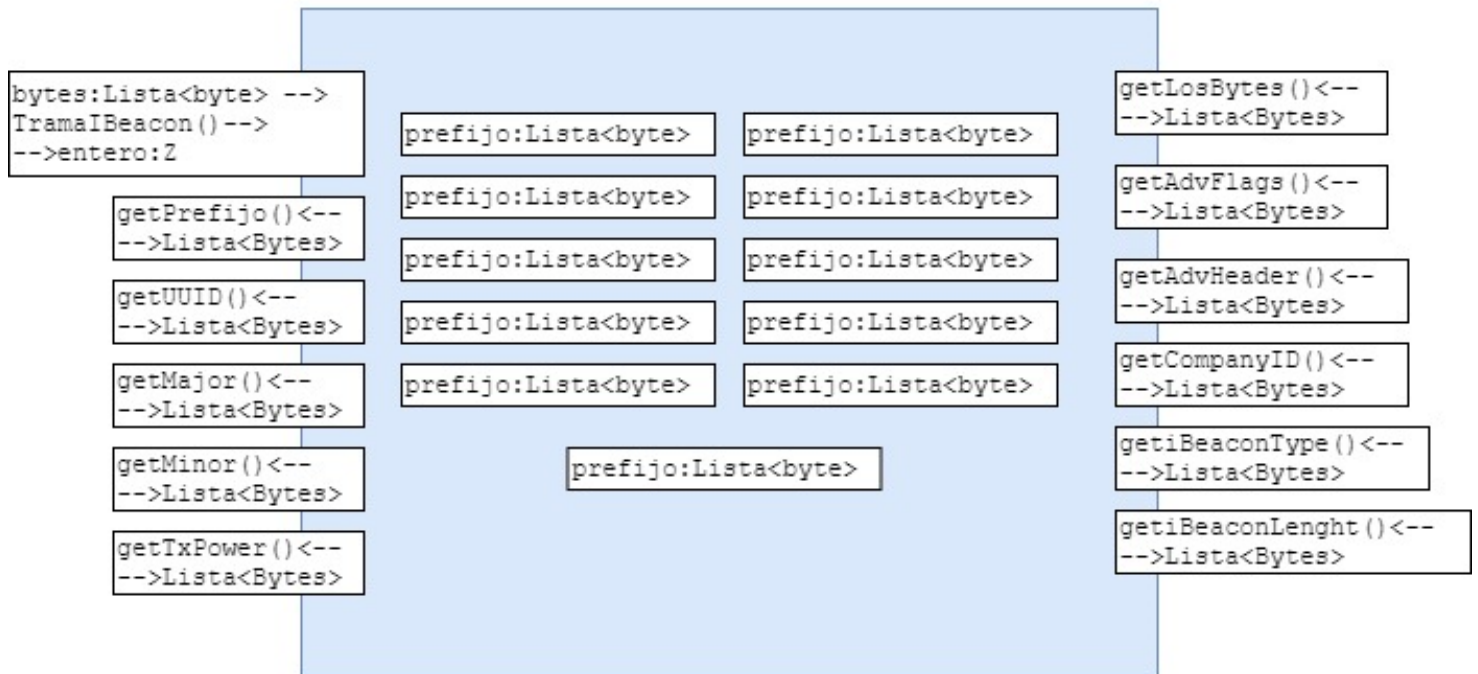 bytes:Lista<byte> -->
TramaIBeacon()-->
-->entero:Z
getPrefijo()<--
-->Lista<Bytes>
getUUID()<--
-->Lista<Bytes>
getMajor()<--
-->Lista<Bytes>
getMinor()<--
-->Lista<Bytes>
getTxPower()<--
-->Lista<Bytes>
prefijo:Lista<byte>
prefijo:Lista<byte>
prefijo:Lista<byte>
prefijo:Lista<byte>
prefijo:Lista<byte>
prefijo:Lista<byte>
prefijo:Lista<byte>
prefijo:Lista<byte>
prefijo:Lista<byte>
prefijo:Lista<byte>
prefijo:Lista<byte>
getLosBytes()<--
-->Lista<Bytes>
getAdvFlags()<--
-->Lista<Bytes>
getAdvHeader()<--
-->Lista<Bytes>
getCompanyID()<--
-->Lista<Bytes>
getiBeaconType()<--
-->Lista<Bytes>
getiBeaconLenght()<--
-->Lista<Bytes>